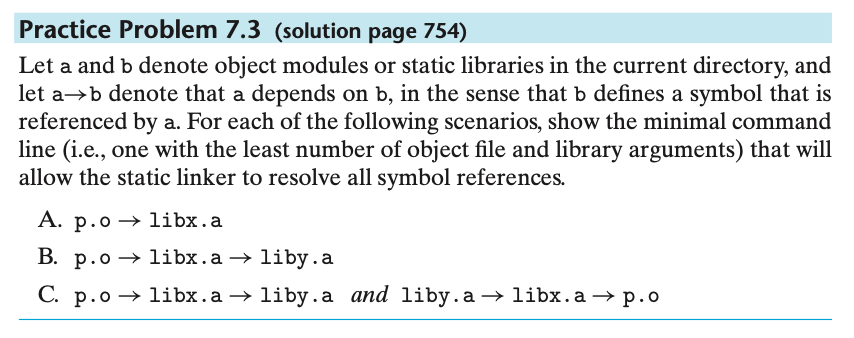 Practice Problem 7.3 (solution page 754)
Let a and b denote object modules or static libraries in the current directory, and
let a→b denote that a depends on b, in the sense that b defines a symbol that is
referenced by a. For each of the following scenarios, show the minimal command
line (i.e., one with the least number of object file and library arguments) that will
allow the static linker to resolve all symbol references.
A. p.o → libx.a
B. p.o → libx.a → liby.a
C. p.o → libx.a → liby.a and liby.a → libx.a → p.o